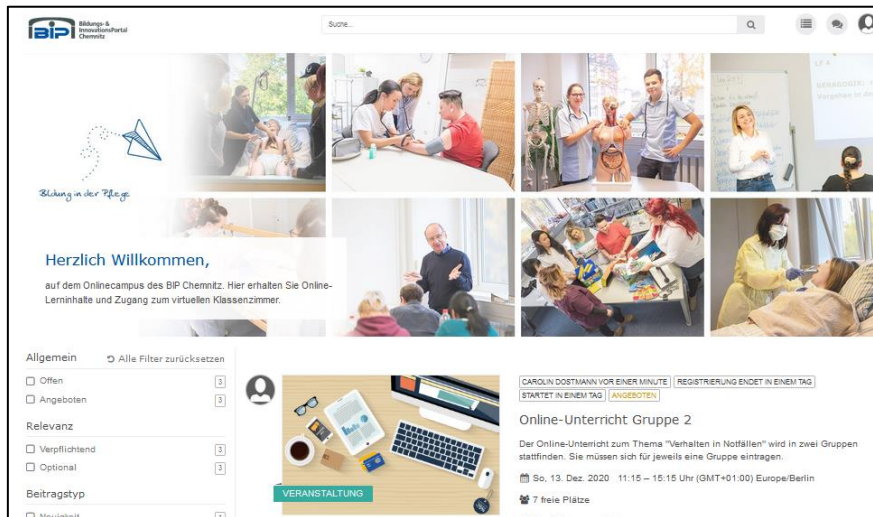 BiP Bildungs- &
InnovationsPortal
Chemnitz
Suche...
Bildung in der Pflege
LF 4
Herzlich Willkommen,
auf dem Onlinecampus des BIP Chemnitz. Hier erhalten Sie Online-
Lerninhalte und Zugang zum virtuellen Klassenzimmer.
Allgemein Alle Filter zurücksetzen
Offen 3
Angeboten 3
Relevanz
Verpflichtend 3
Optional 3
Beitragstyp
Neuigkeit
VERANSTALTUNG
CAROLIN DOSTMANN VOR EINER MINUTE REGISTRIERUNG ENDET IN EINEM TAG
STARTET IN EINEM TAG ANGEBOTEN
Online-Unterricht Gruppe 2
Der Online-Unterricht zum Thema "Verhalten in Notfällen" wird in zwei Gruppen
stattfinden. Sie müssen sich für jeweils eine Gruppe eintragen.
So, 13. Dez. 2020 11:15 – 15:15 Uhr (GMT+01:00) Europe/Berlin
7 freie Plätze